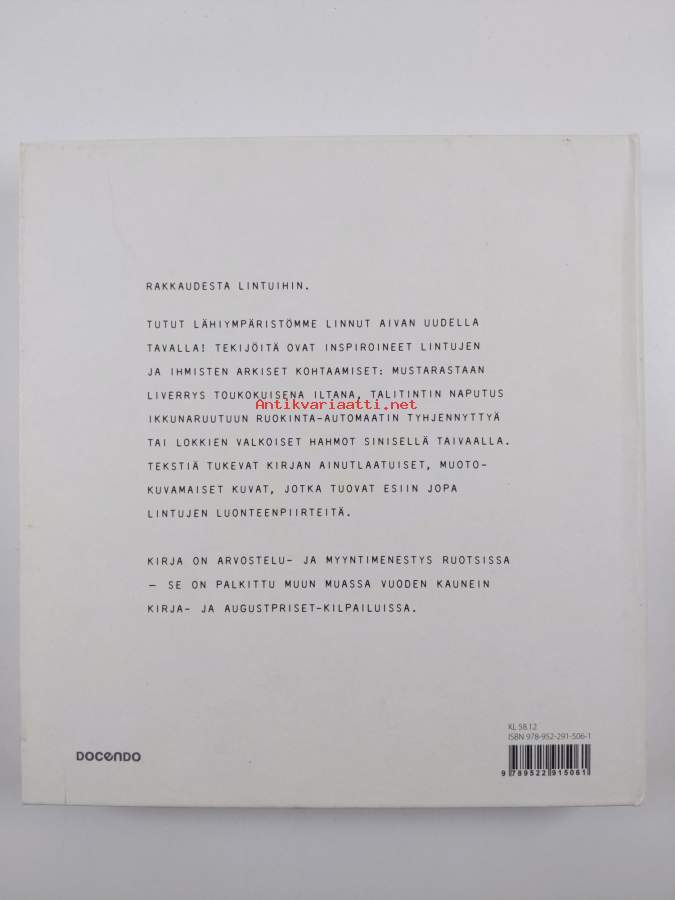 RAKKAUDESTA LINTUIHIN.
TUTUT LÄHIYMPÄRISTÖMME LINNUT AIVAN UUDELLA
TAVALLA! TEKIJÖITÄ OVAT INSPIROINEET LINTUJEN
JA IHMISTEN ARKISET KOHTAAMISET: MUSTARASTAAN
LIVERRYS TOUKOKUISENA ILTANA, TALITINTIN NAPUTUS
Antikvariaatti.net
IKKUNARUUTUUN RUOKINTA-AUTOMAATIN TYHJENNYTTYÄ
TAI LOKKIEN VALKOISET HAHMOT SINISELLÄ TAIVAALLA.
TEKSTIÄ TUKEVAT KIRJAN AINUTLAATUISET, MUOTO-
KUVAMAISET KUVAT, JOTKA TUOVAT ESIIN JOPA
LINTUJEN LUONTEENPIIRTEITÄ.
KIRJA ON ARVOSTELU- JA MYYNTIMENESTYS RUOTSISSA
– SE ON PALKITTU MUUN MUASSA VUODEN KAUNEIN
KIRJA- JA AUGUSTPRISET-KILPAILUISSA.
KL 58.12
ISBN 978-952-291-506-1
DOCENDO
9 789522 915061